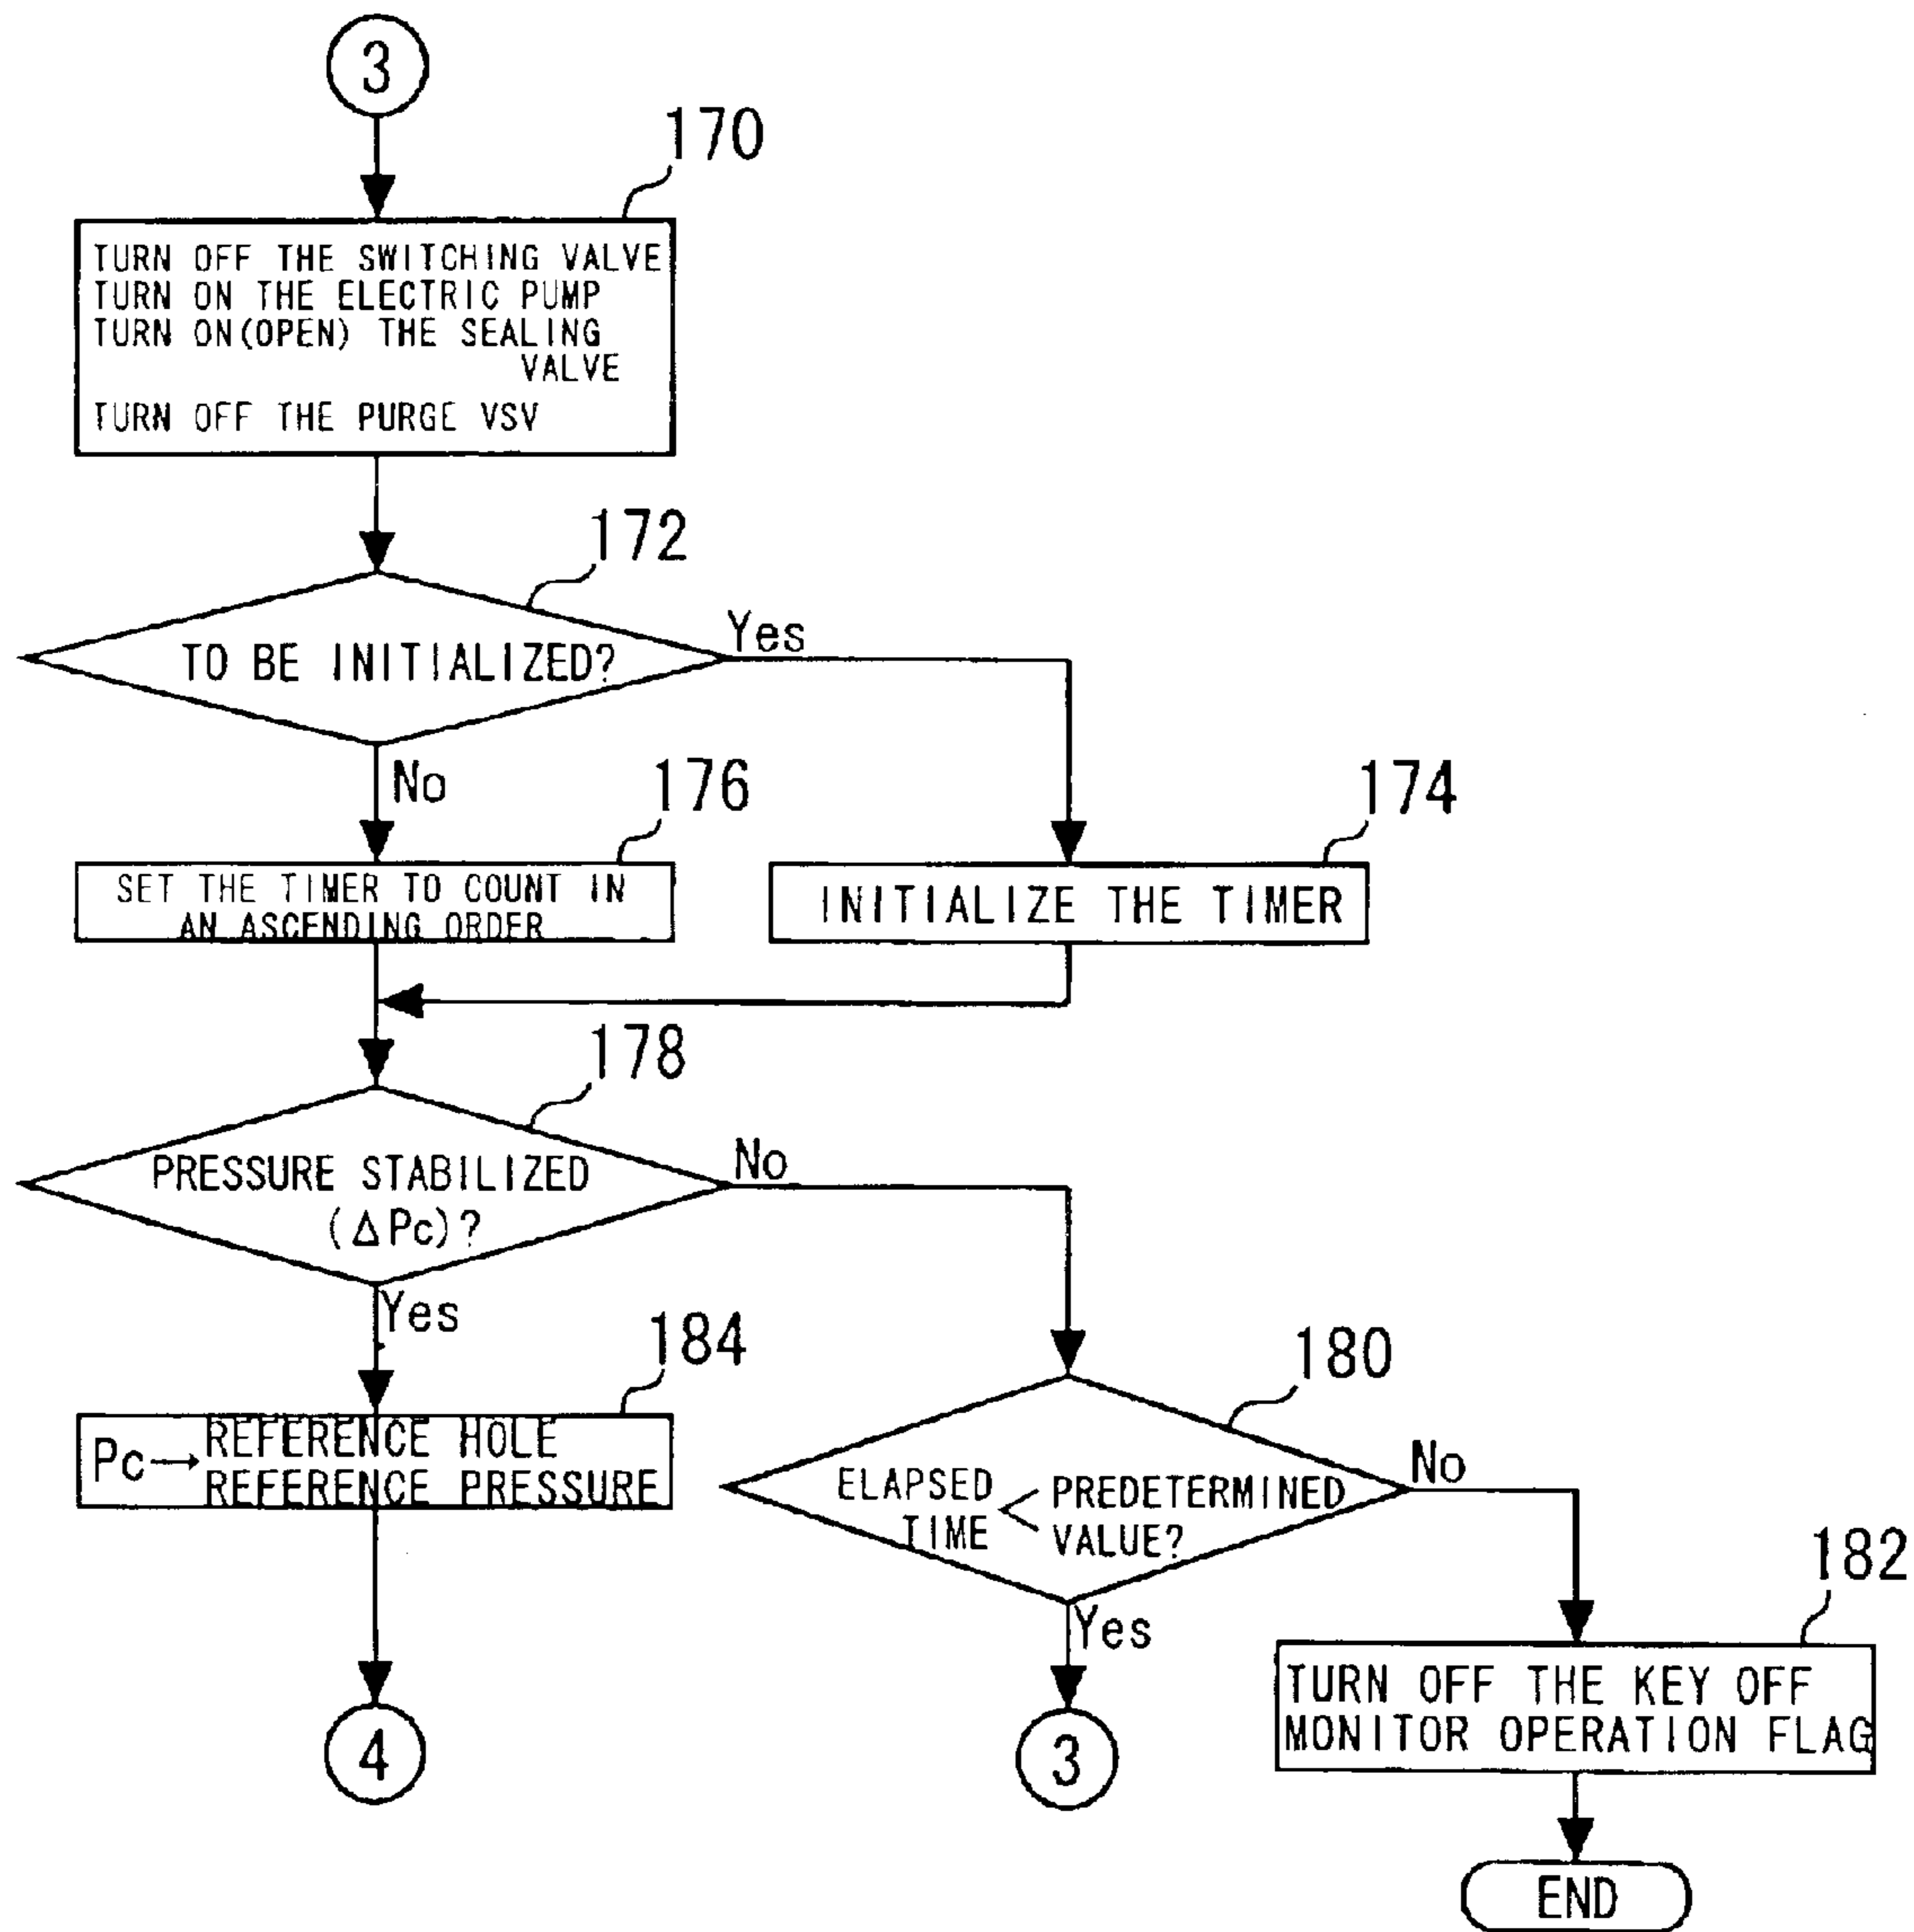 3
170
TURN OFF THE SWITCHING VALVE
TURN ON THE ELECTRIC PUMP
TURN ON(OPEN) THE SEALING
VALVE
TURN OFF THE PURGE VSV
172
TO BE INITIALIZED?
Yes
No
176
SET THE TIMER TO COUNT IN
AN ASCENDING ORDER
174
INITIALIZE THE TIMER
178
PRESSURE STABILIZED
(ΔPc)?
No
Yes
184
Pc→REFERENCE HOLE
REFERENCE PRESSURE
180
ELAPSED TIME < PREDETERMINED VALUE?
No
Yes
182
TURN OFF THE KEY OFF
MONITOR OPERATION FLAG
4
3
END